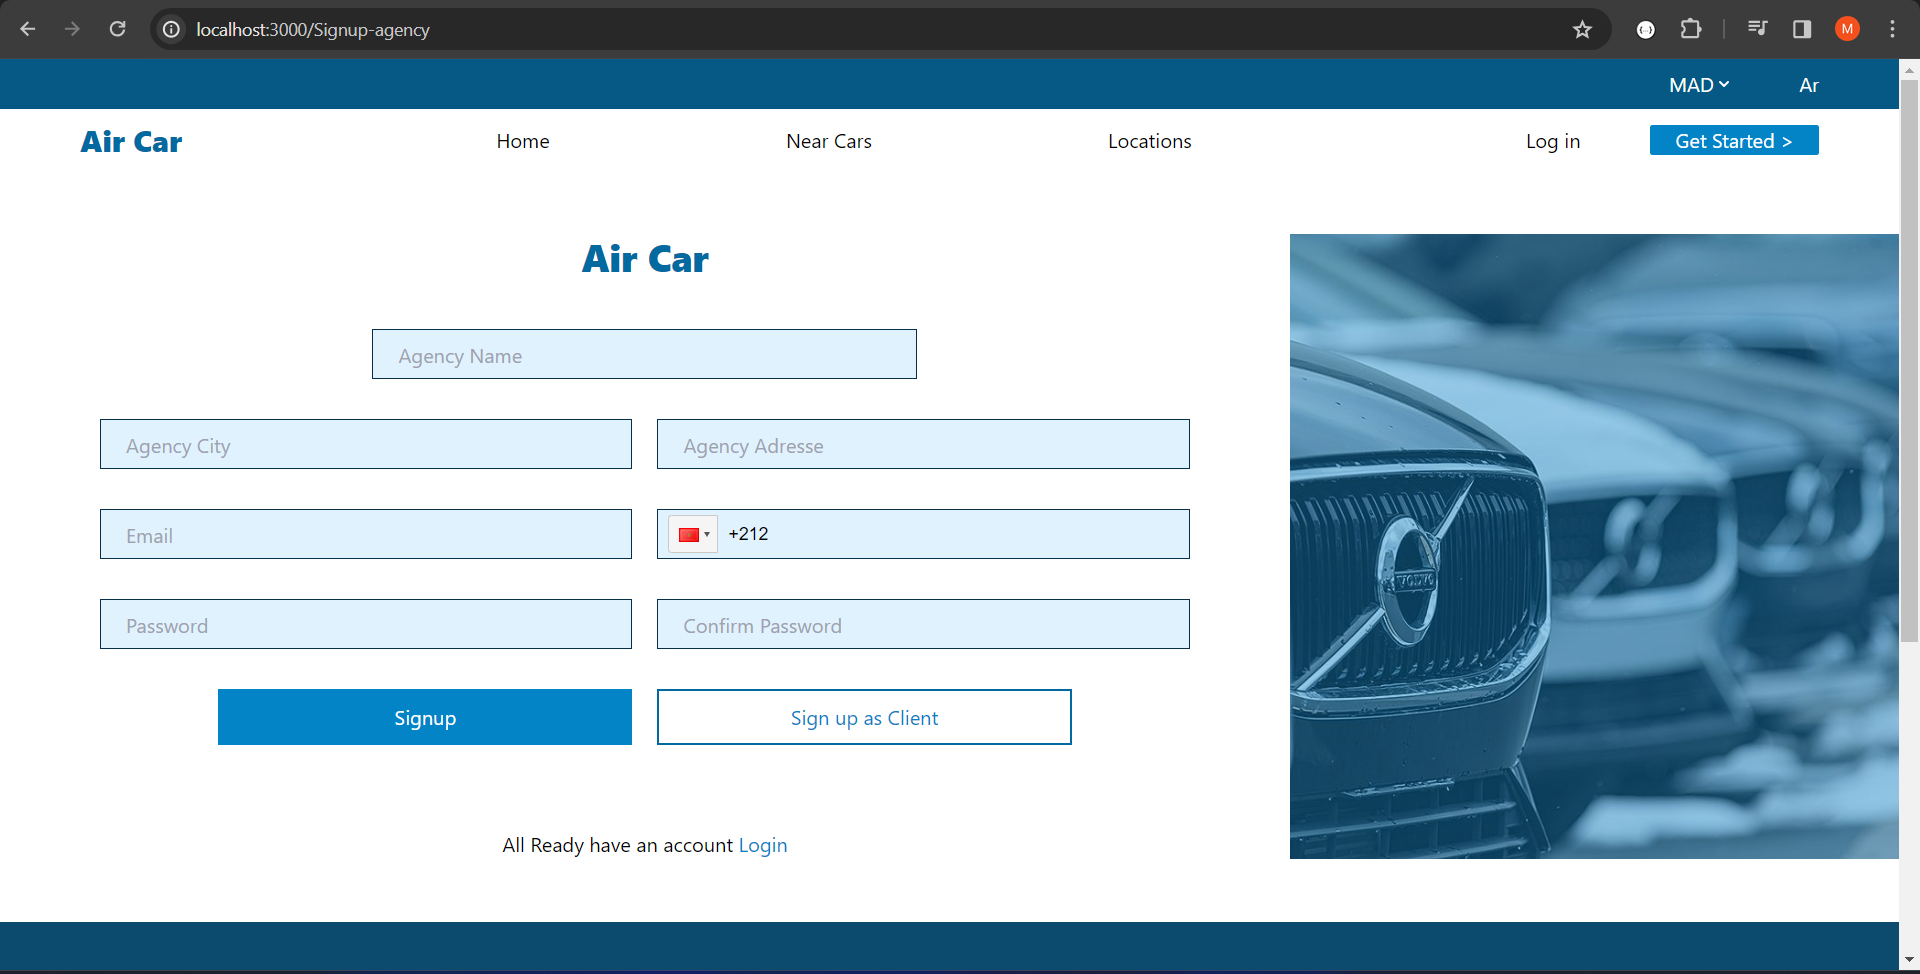 localhost:3000/Signup-agency
M
MAD Ar
Air Car Home Near Cars Locations Log in Get Started >
Air Car
Agency Name
Agency City Agency Adresse
Email +212
Password Confirm Password
Signup Sign up as Client
All Ready have an account Login
VOLVO